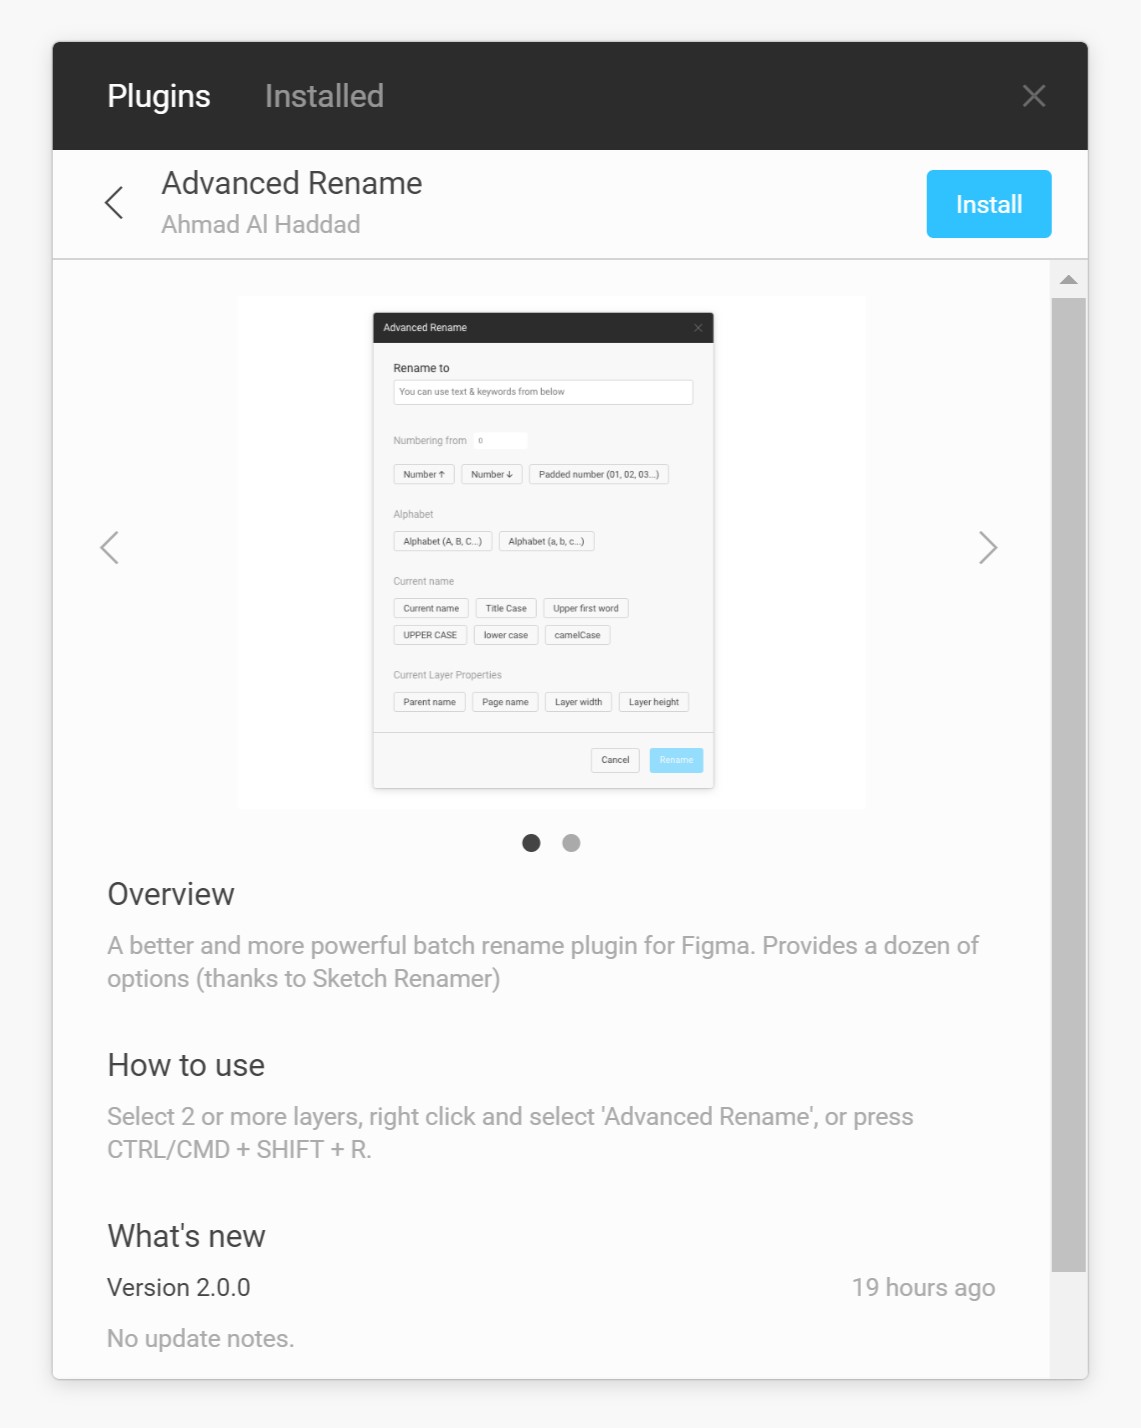 Plugins Installed
Advanced Rename
Ahmad Al Haddad
Install
Advanced Rename
Rename to
You can use text & keywords from below
Numbering from 0
Number ↑ Number ↓ Padded number (01, 02, 03...)
Alphabet
Alphabet (A, B, C...) Alphabet (a, b, c...)
Current name
Current name Title Case Upper first word
UPPER CASE lower case camelCase
Current Layer Properties
Parent name Page name Layer width Layer height
Cancel Rename
Overview
A better and more powerful batch rename plugin for Figma. Provides a dozen of
options (thanks to Sketch Renamer)
How to use
Select 2 or more layers, right click and select 'Advanced Rename', or press
CTRL/CMD + SHIFT + R.
What's new
Version 2.0.0 19 hours ago
No update notes.